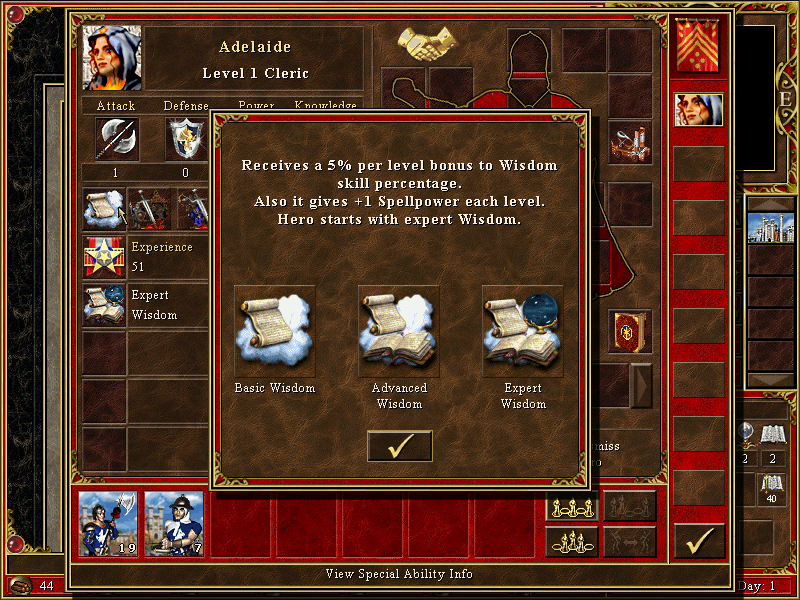 Adelaide
Level 1 Cleric
Attack Defense Power Knowledge
1 0
Receives a 5% per level bonus to Wisdom
skill percentage.
Also it gives +1 Spellpower each level.
Hero starts with expert Wisdom.
Experience
51
Expert
Wisdom
Basic Wisdom
Advanced
Wisdom
Expert
Wisdom
E
2 2
40
19 7
View Special Ability Info
44
Day: 1